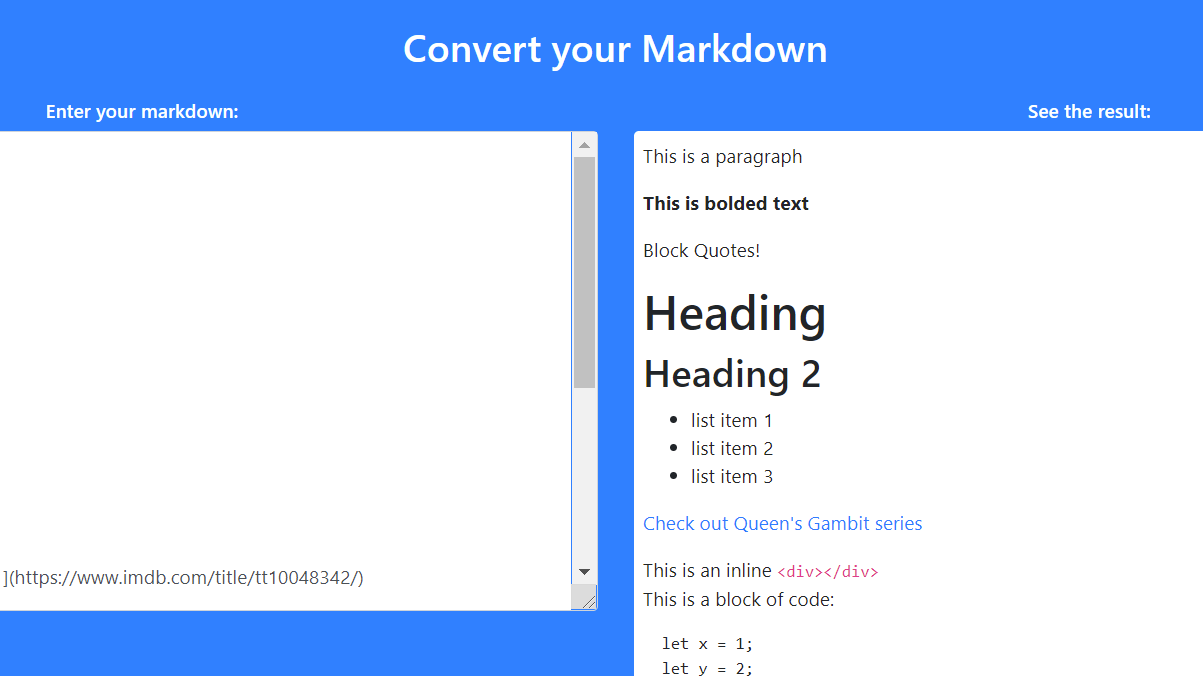 Convert your Markdown
Enter your markdown:
See the result:
](https://www.imdb.com/title/tt10048342/)
This is a paragraph
This is bolded text
Block Quotes!
Heading
Heading 2
list item 1
list item 2
list item 3
Check out Queen's Gambit series
This is an inline <div></div>
This is a block of code:
let x = 1;
let y = 2;